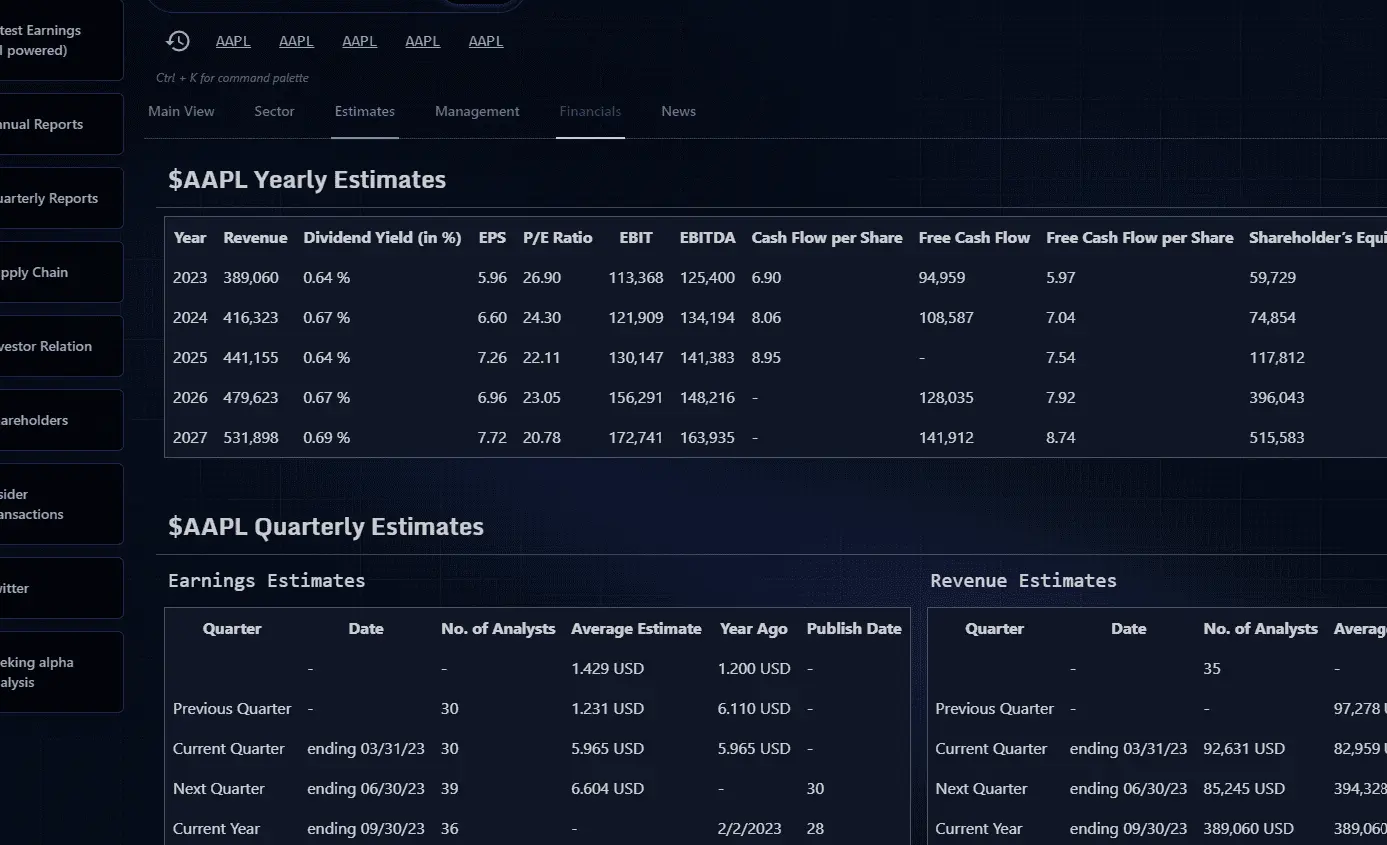 AAPL AAPL AAPL AAPL AAPL
Ctrl + K for command palette
Main View Sector Estimates Management Financials News
test Earnings
powered)
nual Reports
uarterly Reports
pply Chain
vestor Relation
areholders
sider
ansactions
itter
eking alpha
alysis
$AAPL Yearly Estimates
Year Revenue Dividend Yield (in %) EPS P/E Ratio EBIT EBITDA Cash Flow per Share Free Cash Flow Free Cash Flow per Share Shareholder's Equi
2023 389,060 0.64 % 5.96 26.90 113,368 125,400 6.90 94,959 5.97 59,729
2024 416,323 0.67 % 6.60 24.30 121,909 134,194 8.06 108,587 7.04 74,854
2025 441,155 0.64 % 7.26 22.11 130,147 141,383 8.95 - 7.54 117,812
2026 479,623 0.67 % 6.96 23.05 156,291 148,216 - 128,035 7.92 396,043
2027 531,898 0.69 % 7.72 20.78 172,741 163,935 - 141,912 8.74 515,583
$AAPL Quarterly Estimates
Earnings Estimates
Quarter Date No. of Analysts Average Estimate Year Ago Publish Date
- - 1.429 USD 1.200 USD -
Previous Quarter - 30 1.231 USD 6.110 USD -
Current Quarter ending 03/31/23 30 5.965 USD 5.965 USD -
Next Quarter ending 06/30/23 39 6.604 USD - 30
Current Year ending 09/30/23 36 - 2/2/2023 28
Revenue Estimates
Quarter Date No. of Analysts Averag
- 35 -
Previous Quarter - - 97,278
Current Quarter ending 03/31/23 92,631 USD 82,959
Next Quarter ending 06/30/23 85,245 USD 394,328
Current Year ending 09/30/23 389,060 USD 389,060